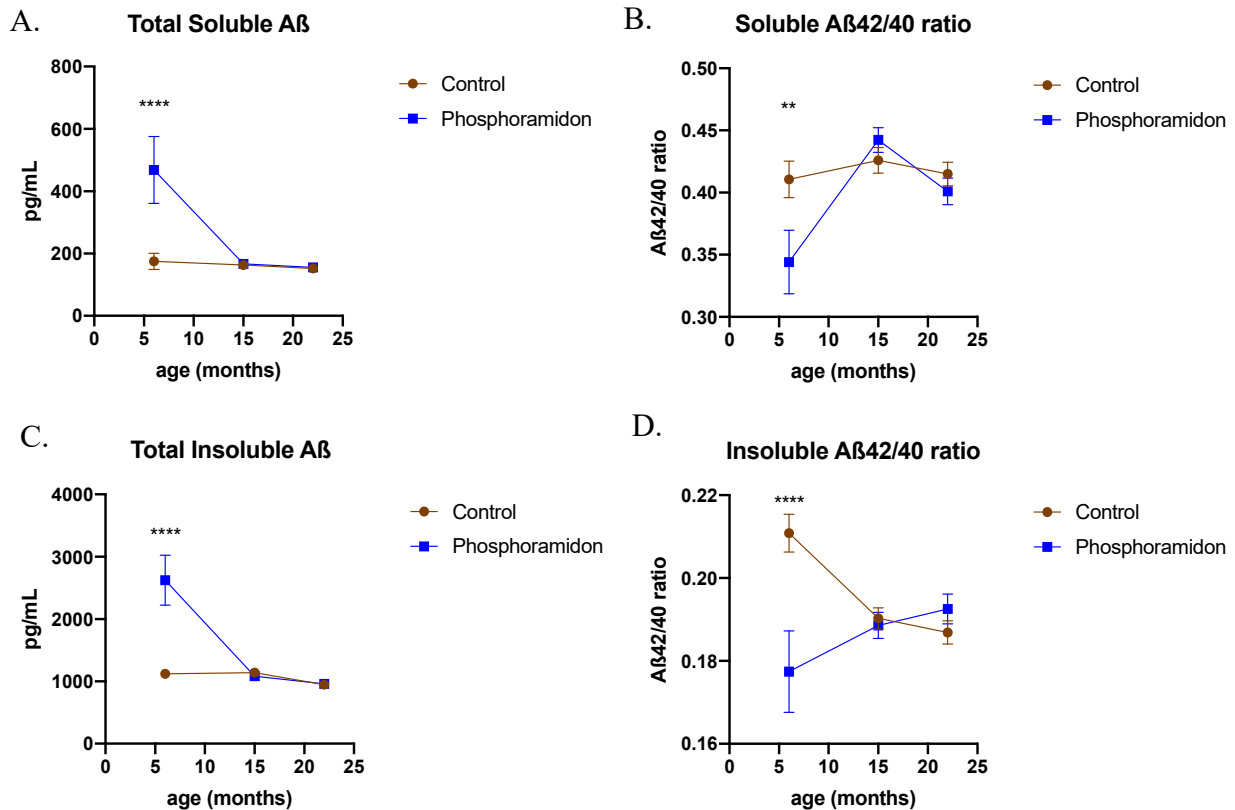 A.
Total Soluble Aß
800
600
400
200
0
pg/mL
****
0 5 10 15 20 25
age (months)
Control
Phosphoramidon
B.
Soluble Aß42/40 ratio
0.50
0.45
0.40
0.35
0.30
Aß42/40 ratio
**
0 5 10 15 20 25
age (months)
Control
Phosphoramidon
C.
Total Insoluble Aß
4000
3000
2000
1000
0
pg/mL
****
0 5 10 15 20 25
age (months)
Control
Phosphoramidon
D.
Insoluble Aß42/40 ratio
0.22
0.20
0.18
0.16
Aß42/40 ratio
****
0 5 10 15 20 25
age (months)
Control
Phosphoramidon